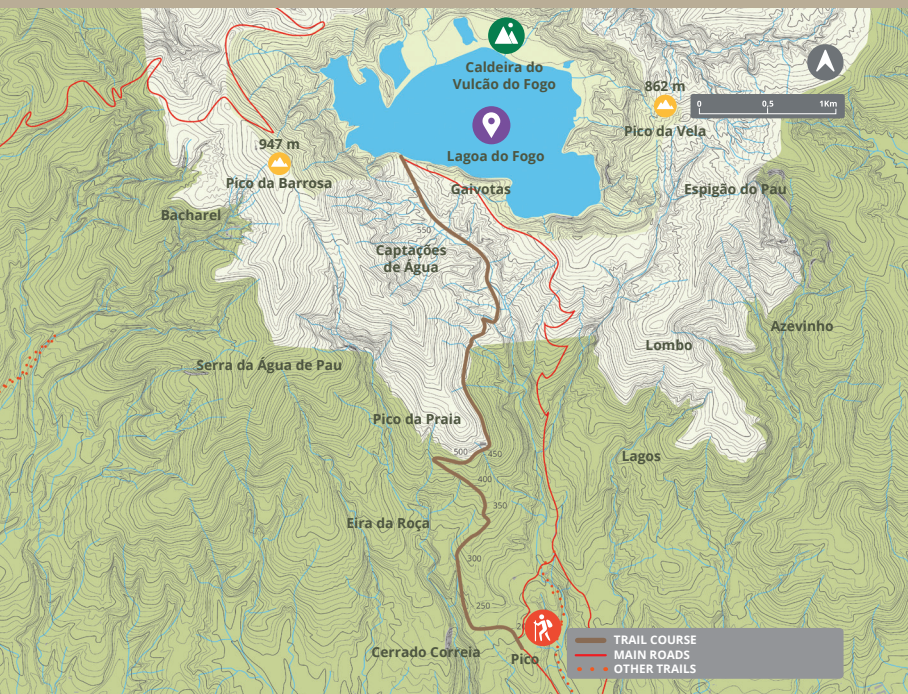 Caldeira do
Vulcão do Fogo
862 m
0 0,5 1Km
Pico da Vela
947 m
Lagoa do Fogo
Pico da Barrosa
Gaivotas
Espigão do Pau
Bacharel
550
Captações
de Água
Azevinho
Lombo
Serra da Água de Pau
Pico da Praia
500
450
Lagos
400
350
Eira da Roça
300
250
Cerrado Correia
Pico
TRAIL COURSE
MAIN ROADS
OTHER TRAILS